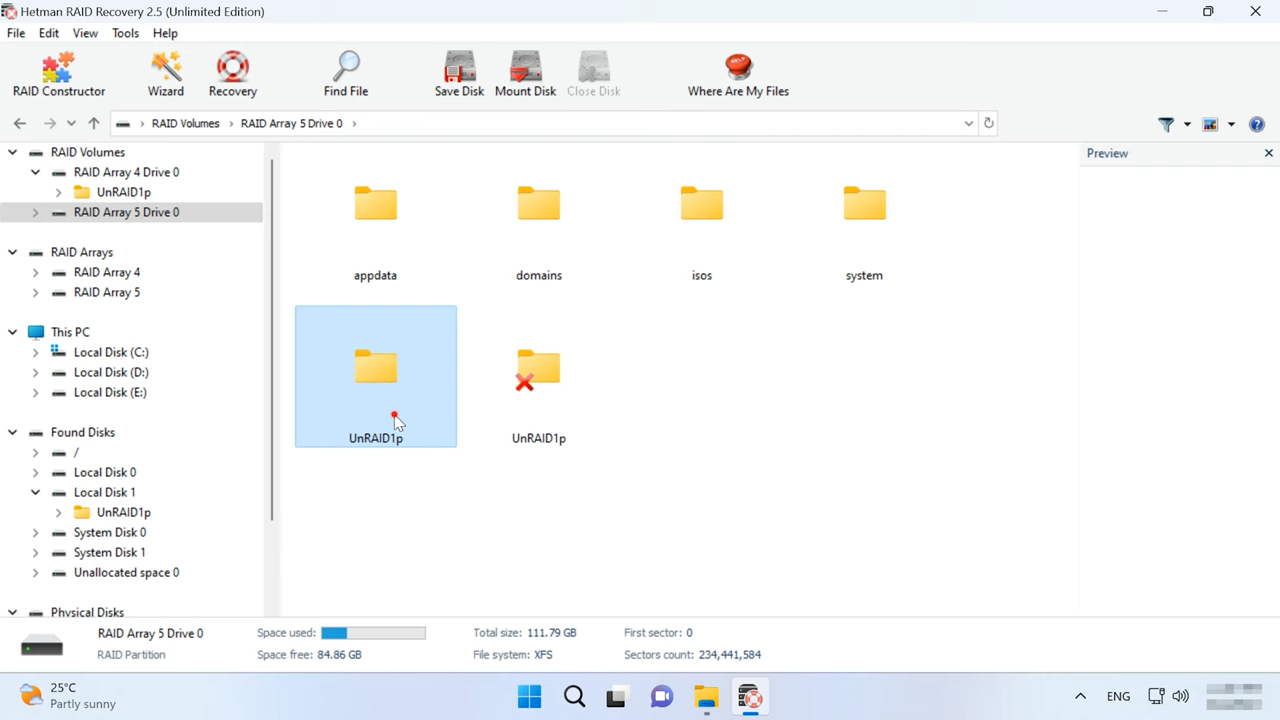 Hetman RAID Recovery 2.5 (Unlimited Edition)
File Edit View Tools Help
RAID Constructor Wizard Recovery Find File Save Disk Mount Disk Close Disk HELP Where Are My Files
RAID Volumes RAID Array 5 Drive 0
RAID Volumes
RAID Array 4 Drive 0
UnRAID1p
RAID Array 5 Drive 0
RAID Arrays
RAID Array 4
RAID Array 5
This PC
Local Disk (C:)
Local Disk (D:)
Local Disk (E:)
Found Disks
/
Local Disk 0
Local Disk 1
UnRAID1p
System Disk 0
System Disk 1
Unallocated space 0
Physical Disks
appdata domains isos system
UnRAID1p UnRAID1p
Preview
RAID Array 5 Drive 0 Space used: Total size: 111.79 GB First sector: 0
RAID Partition Space free: 84.86 GB File system: XFS Sectors count: 234,441,584
25°C
Partly sunny
ENG